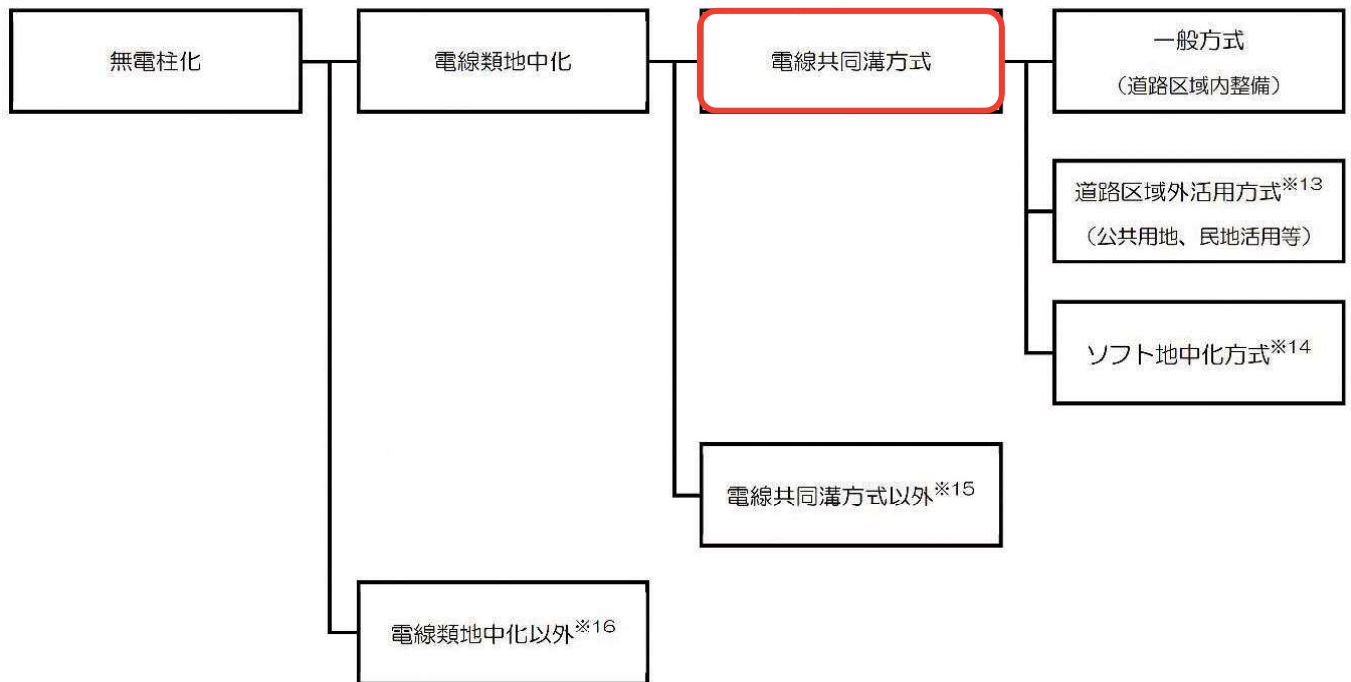 無電柱化
電線類地中化
電線共同溝方式
一般方式
(道路区域内整備)
道路区域外活用方式※13
(公共用地、民地活用等)
ソフト地中化方式※14
電線共同溝方式以外※15
電線類地中化以外※16